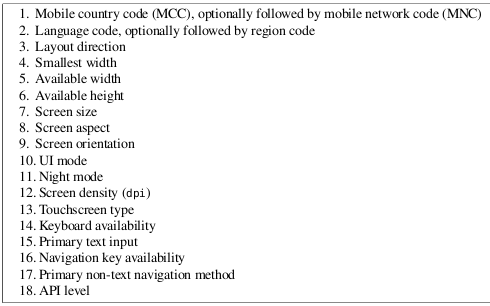 1. Mobile country code (MCC), optionally followed by mobile network code (MNC)
2. Language code, optionally followed by region code
3. Layout direction
4. Smallest width
5. Available width
6. Available height
7. Screen size
8. Screen aspect
9. Screen orientation
10. UI mode
11. Night mode
12. Screen density (dpi)
13. Touchscreen type
14. Keyboard availability
15. Primary text input
16. Navigation key availability
17. Primary non-text navigation method
18. API level